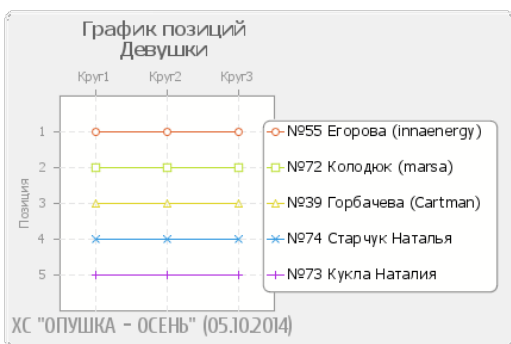 График позиций
Девушки
Круг1 Круг2 Круг3
Позиция
1
2
3
4
5
№55 Егорова (innaenergy)
№72 Колодюк (marsa)
№39 Горбачева (Cartman)
№74 Старчук Наталья
№73 Кукла Наталия
ХС "ОПУШКА - ОСЕНЬ" (05.10.2014)